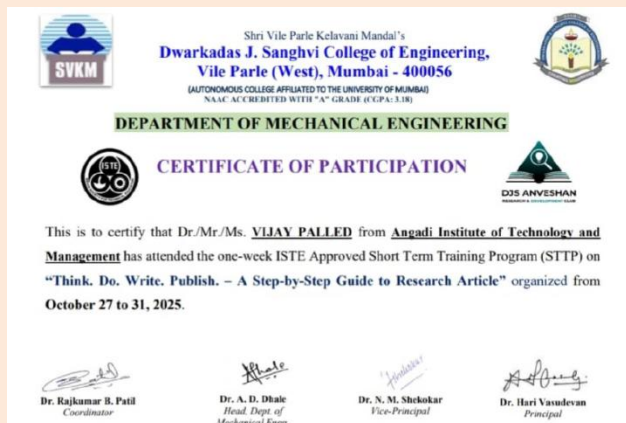 SVKM
Shri Vile Parle Kelavani Mandal's
Dwarkadas J. Sanghvi College of Engineering,
Vile Parle (West), Mumbai - 400056
(AUTONOMOUS COLLEGE AFFILIATED TO THE UNIVERSITY OF MUMBAI)
NAAC ACCREDITED WITH "A" GRADE (CGPA: 3.18)
DEPARTMENT OF MECHANICAL ENGINEERING
ISTE
CERTIFICATE OF PARTICIPATION
DJS ANVESHAN
RESEARCH & DEVELOPMENT CLUB
This is to certify that Dr./Mr./Ms. VIJAY PALLED from Angadi Institute of Technology and
Management has attended the one-week ISTE Approved Short Term Training Program (STTP) on
“Think. Do. Write. Publish. – A Step-by-Step Guide to Research Article” organized from
October 27 to 31, 2025.
Dr. Rajkumar B. Patil
Coordinator
Dr. A. D. Dhale
Head, Dept. of
Mechanical Engg.
Dr. N. M. Shekokar
Vice-Principal
Dr. Hari Vasudevan
Principal